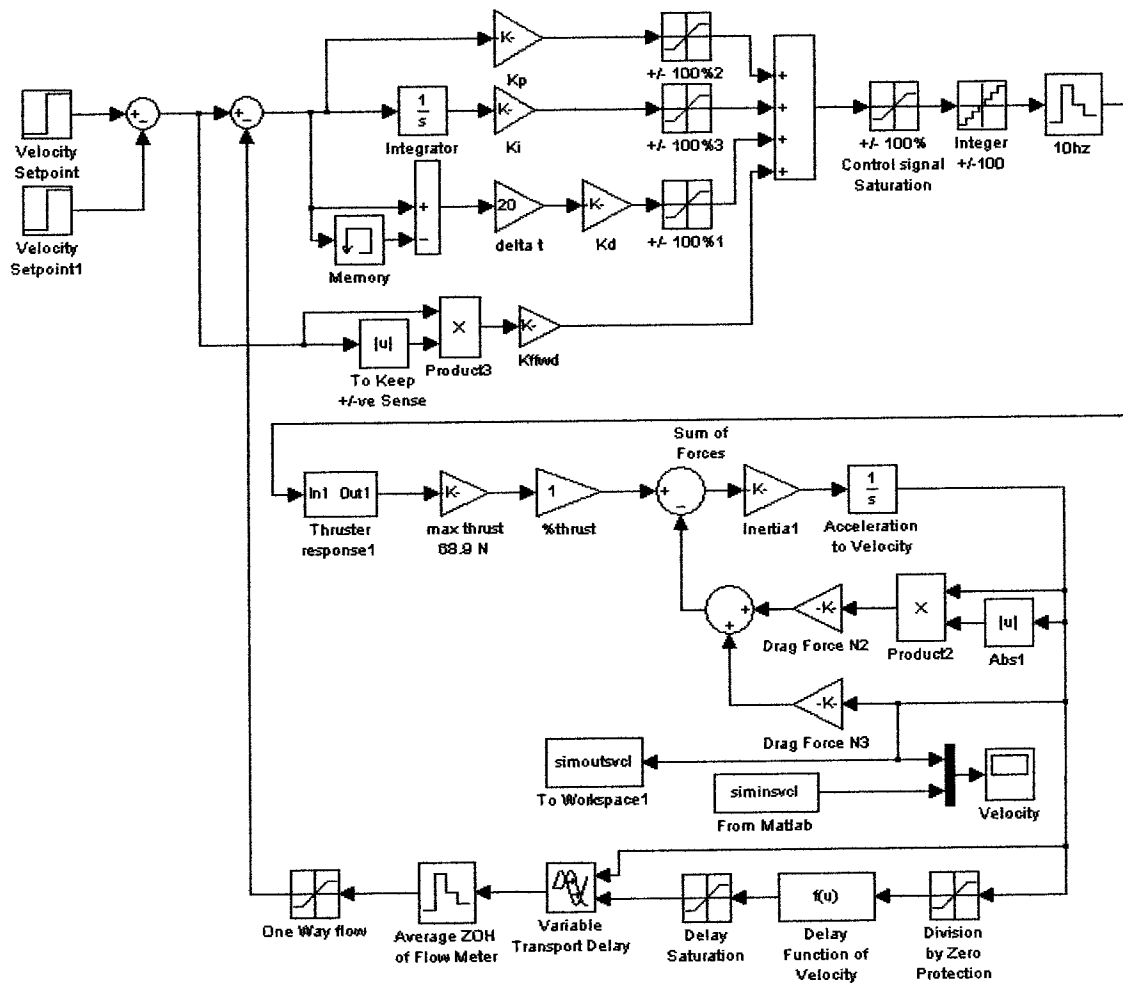 K-
Kp
+/- 100%2
Velocity
Setpoint
+
-
+
-
1
s
Integrator
K-
Ki
+/- 100%3
+
+
+
+
+/- 100%
Control signal
Saturation
Integer
+/-100
10hz
Velocity
Setpoint1
Memory
+
-
20
delta t
K-
Kd
+/- 100%1
|u|
To Keep
+/-ve Sense
×
Product3
K-
Kffwd
Sum of
Forces
In1 Out1
Thruster
response1
K-
max thrust
68.9 N
1
%thrust
+
-
K-
Inertia1
1
s
Acceleration
to Velocity
+
+
-K-
Drag Force N2
×
Product2
|u|
Abs1
-K-
Drag Force N3
simoutsvcl
To Workspace1
siminsvcl
From Matlab
Velocity
One Way flow
Average ZOH
of Flow Meter
Variable
Transport Delay
Delay
Saturation
f(u)
Delay
Function of
Velocity
Division
by Zero
Protection